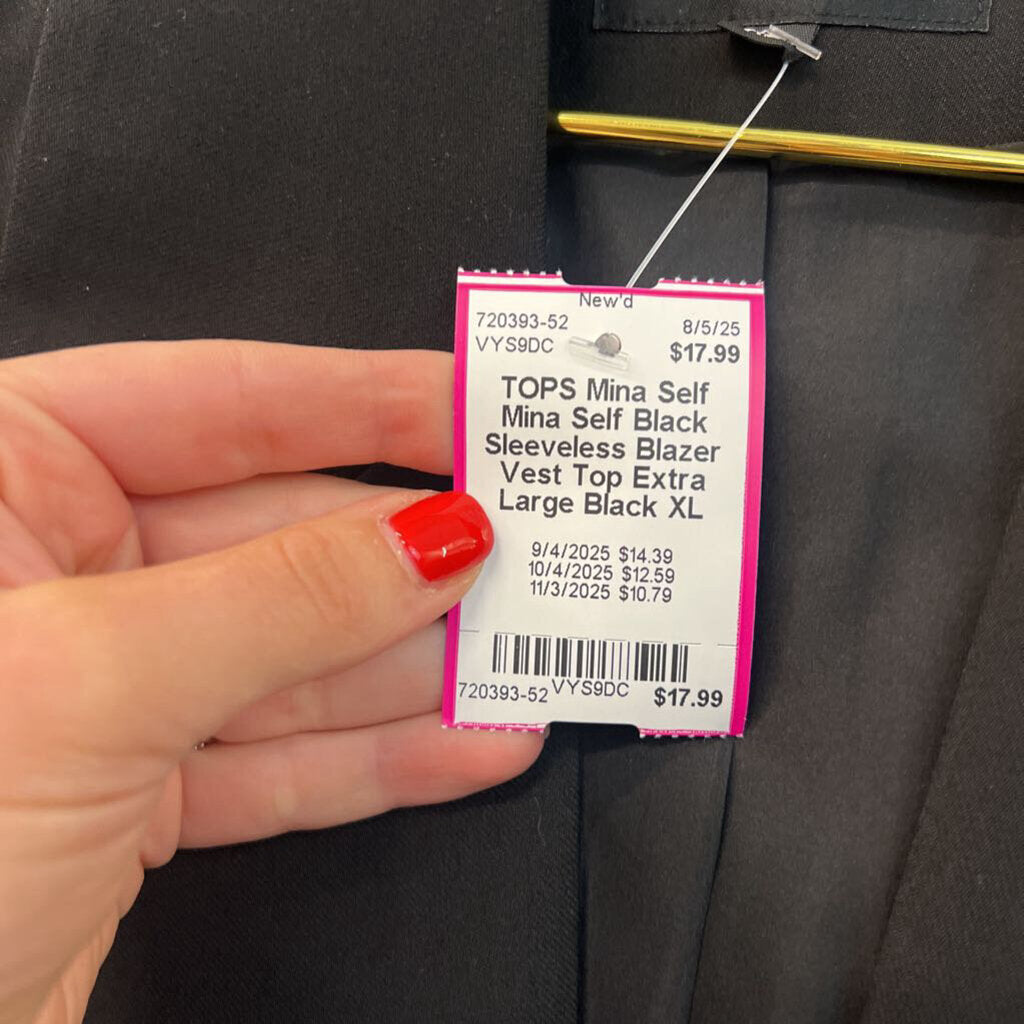 New'd
720393-52 8/5/25
VYS9DC $17.99
TOPS Mina Self
Mina Self Black
Sleeveless Blazer
Vest Top Extra
Large Black XL
9/4/2025 $14.39
10/4/2025 $12.59
11/3/2025 $10.79
720393-52 VYS9DC $17.99